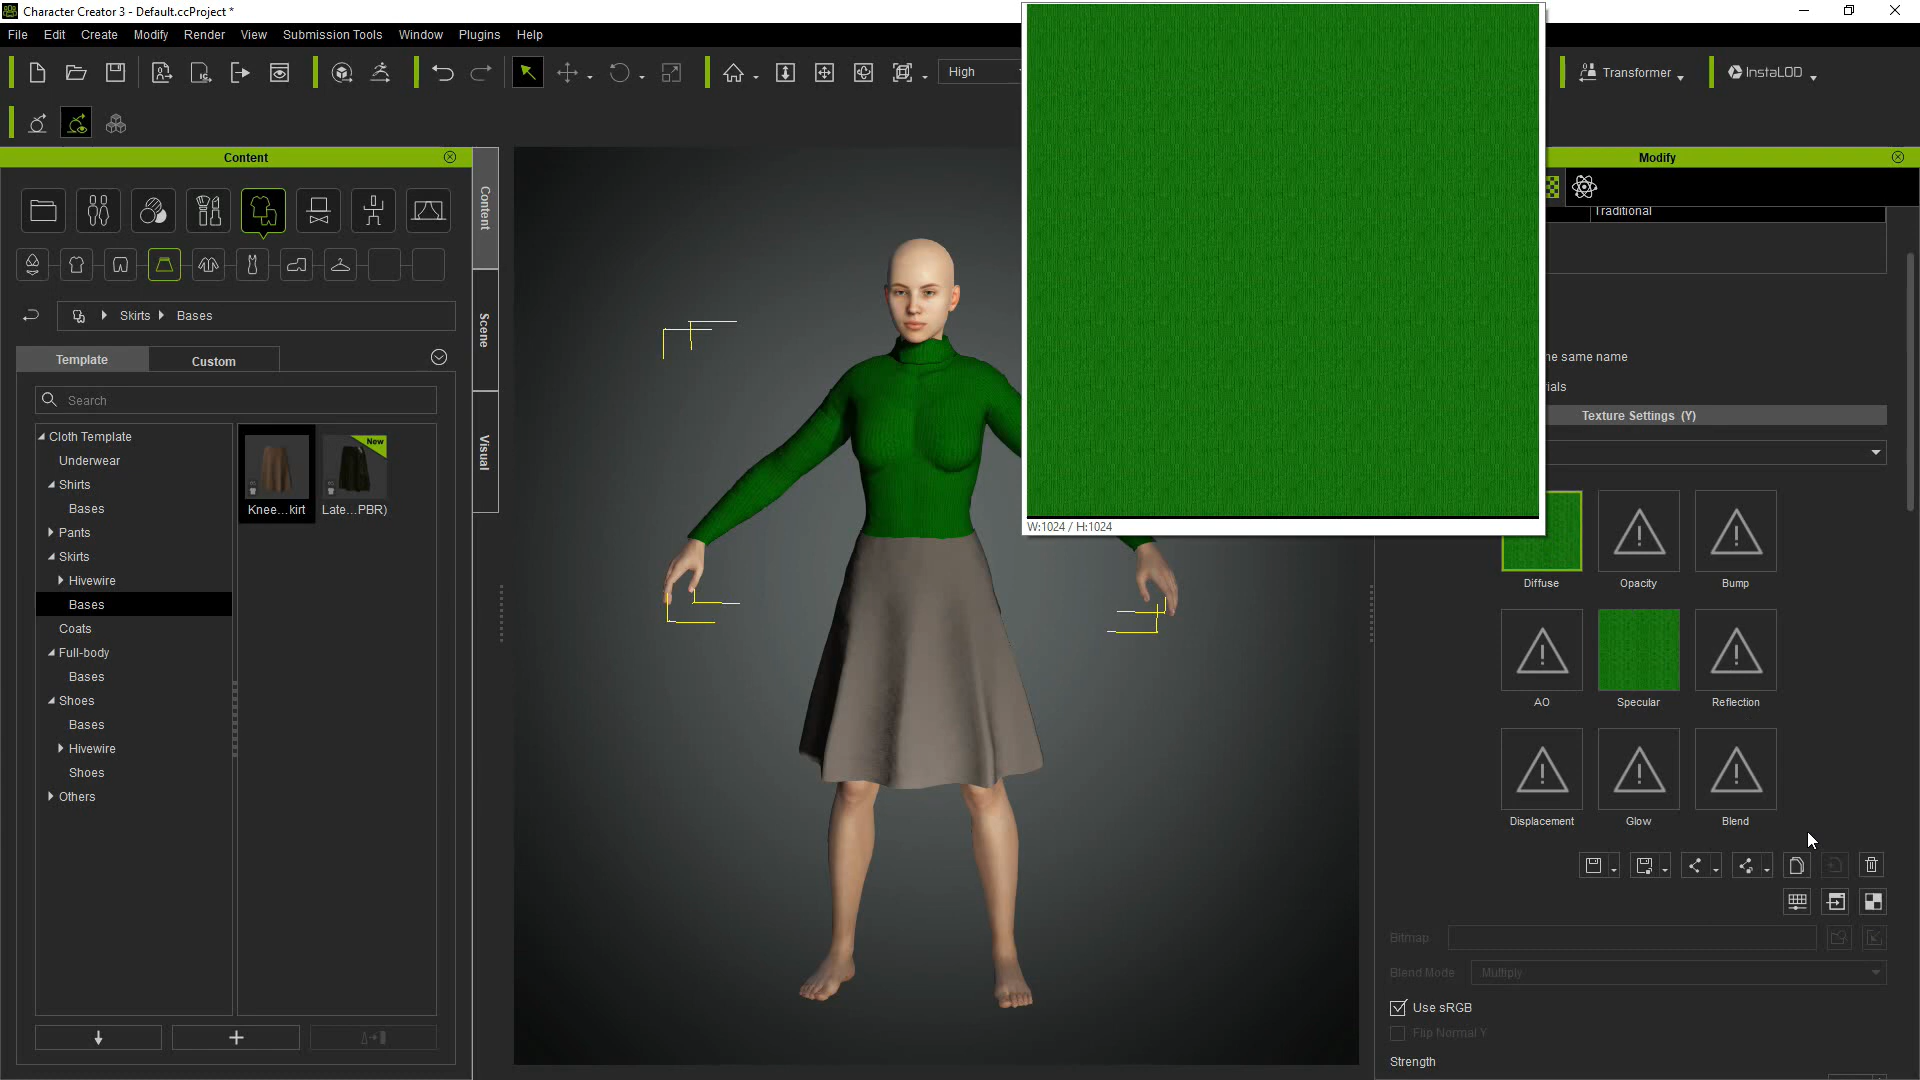 Character Creator 3 - Default.ccProject *
File Edit Create Modify Render View Submission Tools Window Plugins Help
High
Transformer
InstaLOD
Content
Modify
Content
Scene
Visual
Skirts Bases
Template
Custom
Search
Cloth Template
Underwear
Shirts
Bases
Pants
Skirts
Hivewire
Bases
Coats
Full-body
Bases
Shoes
Bases
Hivewire
Shoes
Others
Knee...kirt
New
Late...PBR)
W:1024 / H:1024
Traditional
he same name
ials
Texture Settings (Y)
Diffuse
Opacity
Bump
AO
Specular
Reflection
Displacement
Glow
Blend
Bitmap
Blend Mode
Multiply
Use sRGB
Flip Normal Y
Strength